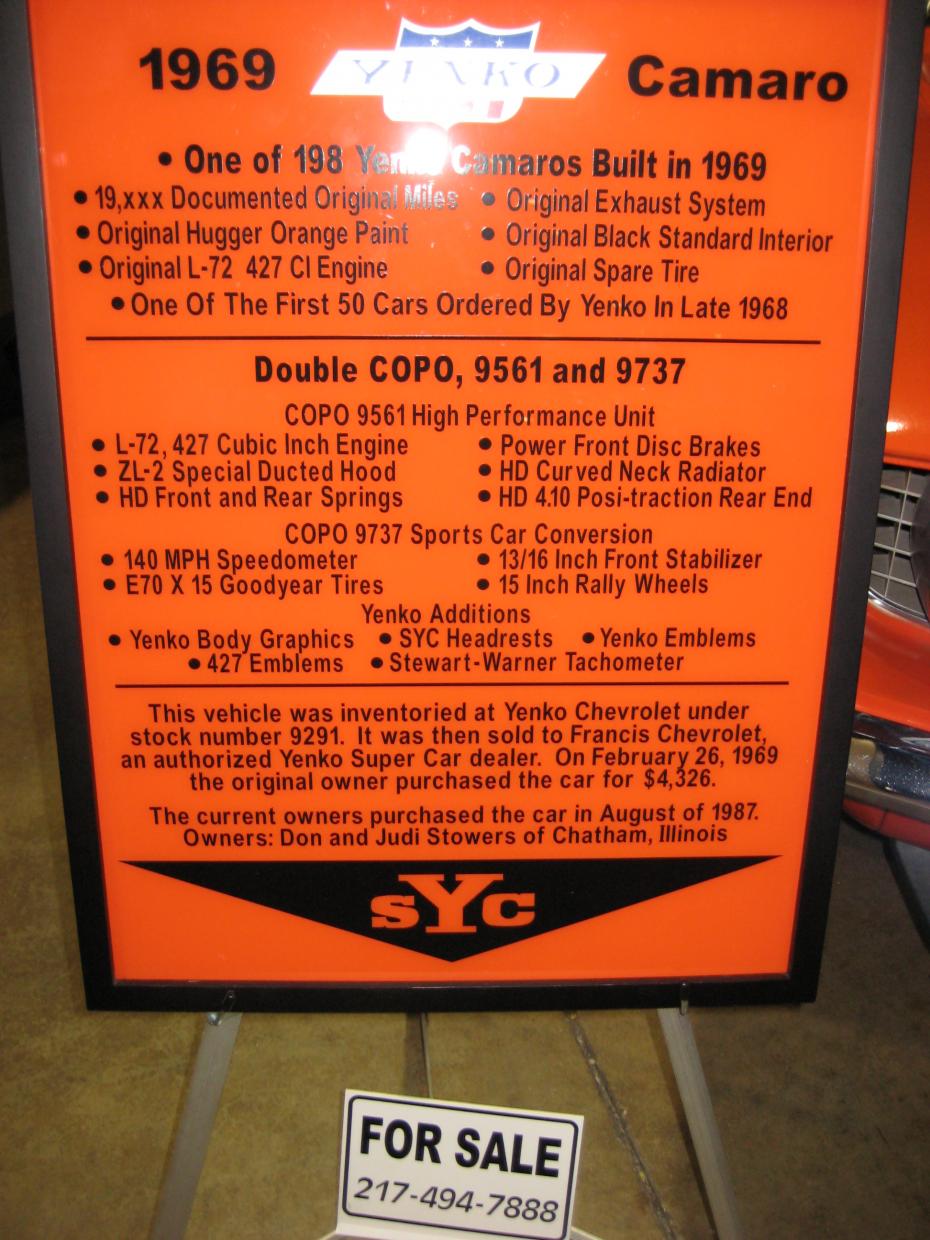 1969 YENKO Camaro
• One of 198 Yenko Camaros Built in 1969
• 19,xxx Documented Original Miles • Original Exhaust System
• Original Hugger Orange Paint • Original Black Standard Interior
• Original L-72 427 CI Engine • Original Spare Tire
• One Of The First 50 Cars Ordered By Yenko In Late 1968
Double COPO, 9561 and 9737
COPO 9561 High Performance Unit
• L-72, 427 Cubic Inch Engine • Power Front Disc Brakes
• ZL-2 Special Ducted Hood • HD Curved Neck Radiator
• HD Front and Rear Springs • HD 4.10 Posi-traction Rear End
COPO 9737 Sports Car Conversion
• 140 MPH Speedometer • 13/16 Inch Front Stabilizer
• E70 X 15 Goodyear Tires • 15 Inch Rally Wheels
Yenko Additions
• Yenko Body Graphics • SYC Headrests • Yenko Emblems
• 427 Emblems • Stewart-Warner Tachometer
This vehicle was inventoried at Yenko Chevrolet under
stock number 9291. It was then sold to Francis Chevrolet,
an authorized Yenko Super Car dealer. On February 26, 1969
the original owner purchased the car for $4,326.
The current owners purchased the car in August of 1987.
Owners: Don and Judi Stowers of Chatham, Illinois
sYc
FOR SALE
217-494-7888